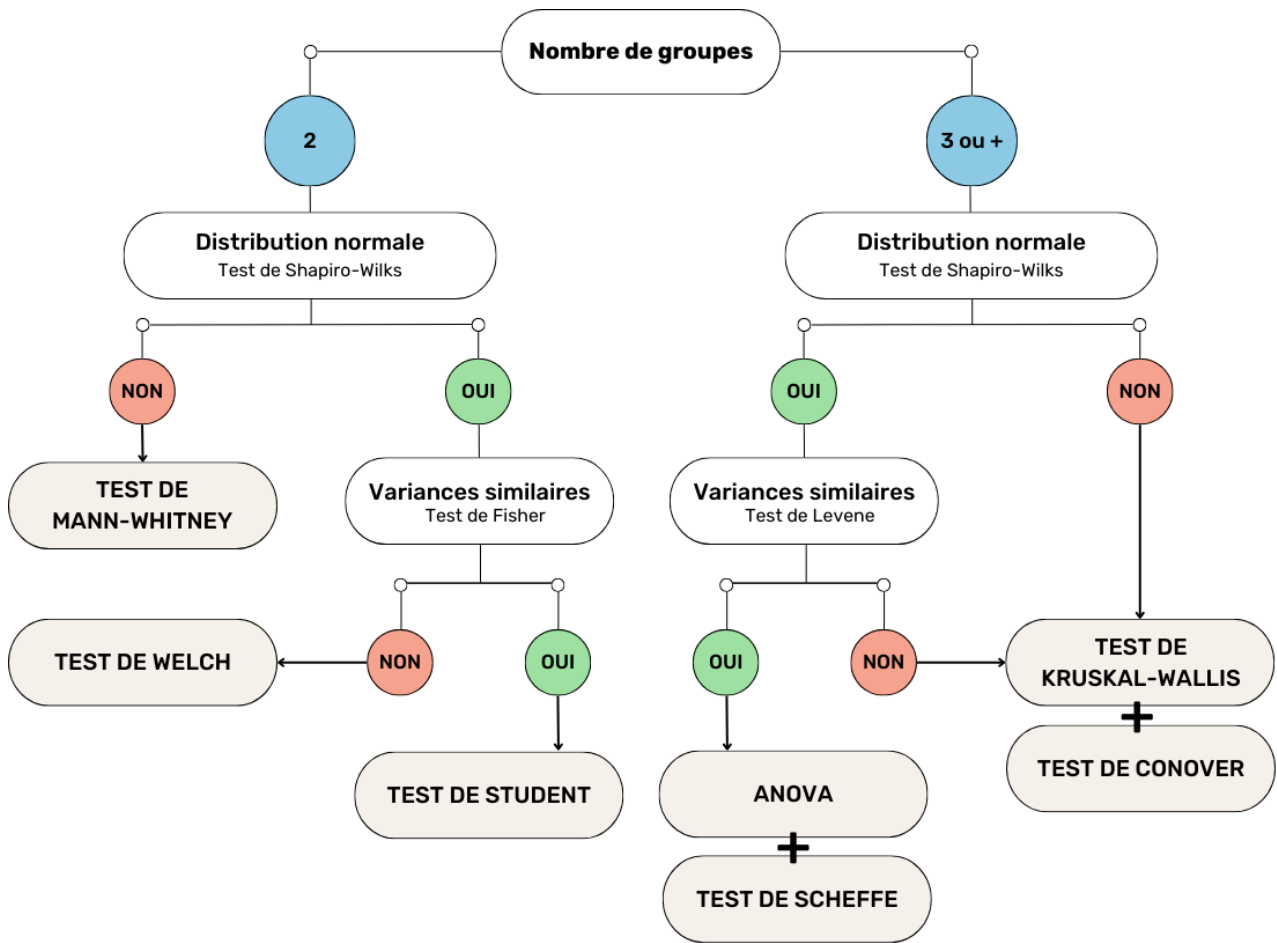 Nombre de groupes
2
3 ou +
Distribution normale
Test de Shapiro-Wilks
Distribution normale
Test de Shapiro-Wilks
NON
OUI
OUI
NON
TEST DE
MANN-WHITNEY
Variances similaires
Test de Fisher
Variances similaires
Test de Levene
TEST DE WELCH
NON
OUI
OUI
NON
TEST DE
KRUSKAL-WALLIS
+
TEST DE CONOVER
TEST DE STUDENT
ANOVA
+
TEST DE SCHEFFE